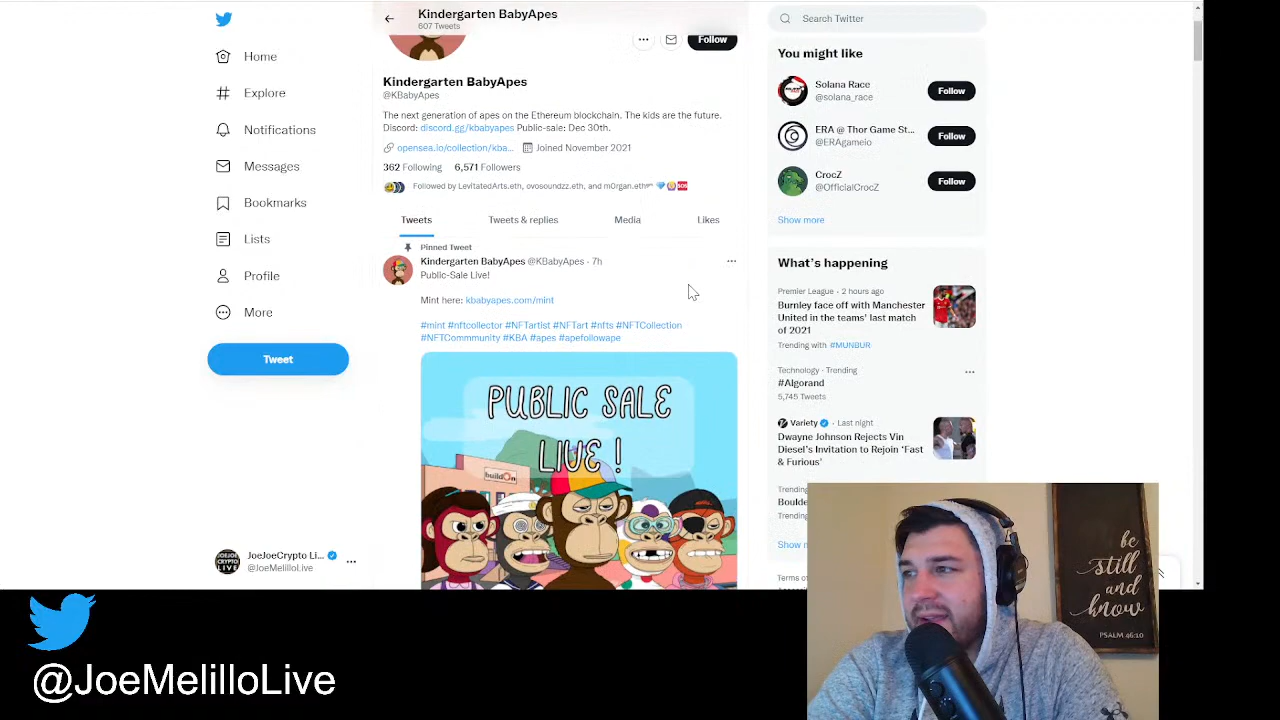 Kindergarten BabyApes
607 Tweets
Search Twitter
Home
Explore
Notifications
Messages
Bookmarks
Lists
Profile
More
Tweet
JoeJoeCrypto Li...
@JoeMelilloLive
Follow
Kindergarten BabyApes
@KBabyApes
The next generation of apes on the Ethereum blockchain. The kids are the future.
Discord: discord.gg/kbabyapes Public-sale: Dec 30th.
opensea.io/collection/kba... Joined November 2021
362 Following 6,571 Followers
Followed by LevitatedArts.eth, ovosoundzz.eth, and m0rgan.eth
Tweets Tweets & replies Media Likes
Pinned Tweet
Kindergarten BabyApes @KBabyApes · 7h
Public-Sale Live!
Mint here: kbabyapes.com/mint
#mint #nftcollector #NFTartist #NFTart #nfts #NFTCollection
#NFTCommmunity #KBA #apes #apefollowape
PUBLIC SALE
LIVE !
buildOn
You might like
Solana Race
@solana_race
Follow
ERA @ Thor Game St...
@ERAgameio
Follow
CrocZ
@OfficialCrocZ
Follow
Show more
What's happening
Premier League · 2 hours ago
Burnley face off with Manchester
United in the teams' last match
of 2021
Trending with #MUNBUR
Technology · Trending
#Algorand
5,745 Tweets
Variety · Last night
Dwayne Johnson Rejects Vin
Diesel's Invitation to Rejoin 'Fast
& Furious'
Trending
Trending
Show
Terms of
be
still
and
know
PSALM 46:10
@JoeMelilloLive